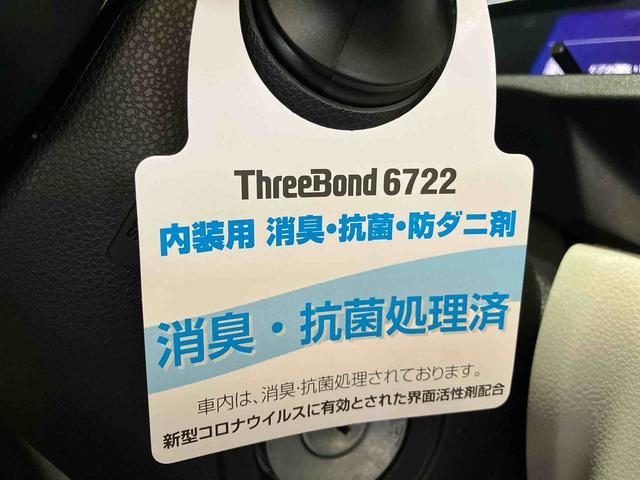 ThreeBond 6722
内装用 消臭・抗菌・防ダニ剤
消臭・抗菌処理済
車内は、消臭・抗菌処理されております。
新型コロナウイルスに有効とされた界面活性剤配合